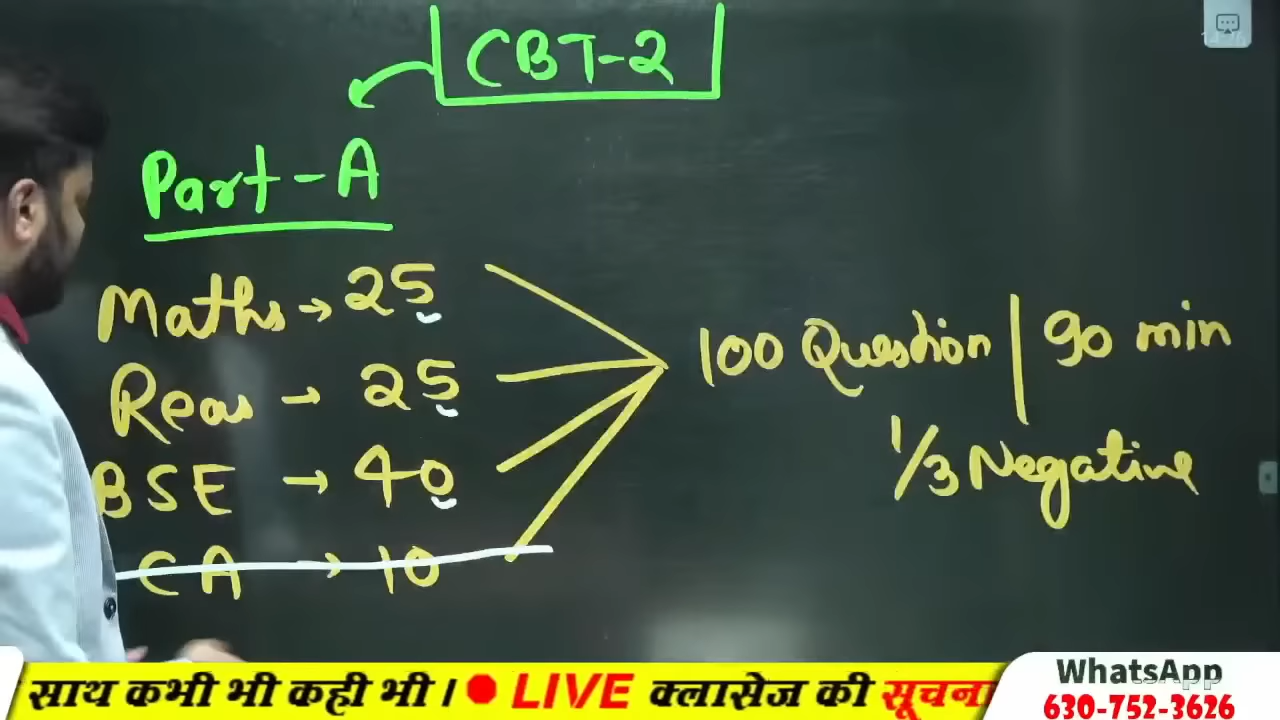 CBT-2
Part-A
Maths → 25
Reas → 25
BSE → 40
CA → 10
100 Question | 90 min
1/3 Negative
साथ कभी भी कही भी । LIVE क्लासेज की सूचना
WhatsApp
630-752-3626